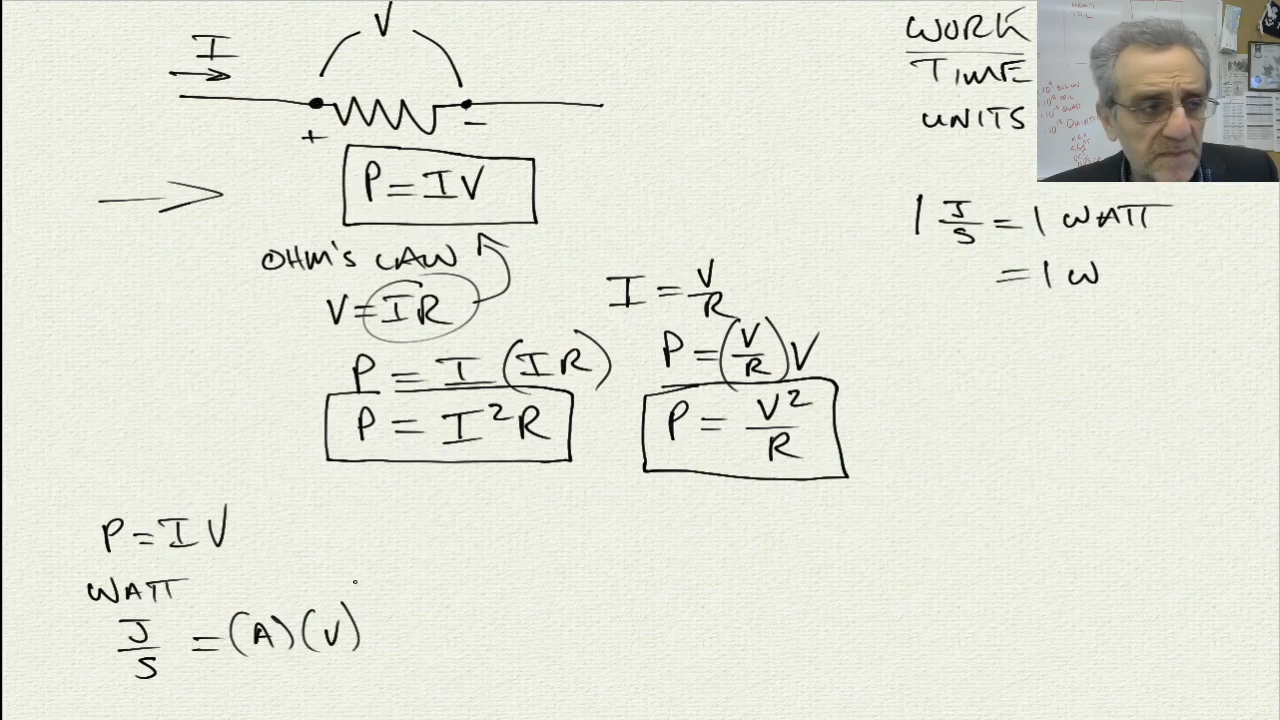 V
I
+ −
P = IV
OHM'S LAW
V = IR
P = I (IR)
P = I²R
I = V/R
P = (V/R)V
P = V²/R
WORK
TIME
UNITS
1 J/S = 1 WATT
= 1 W
P = IV
WATT
J/S = (A)(V)